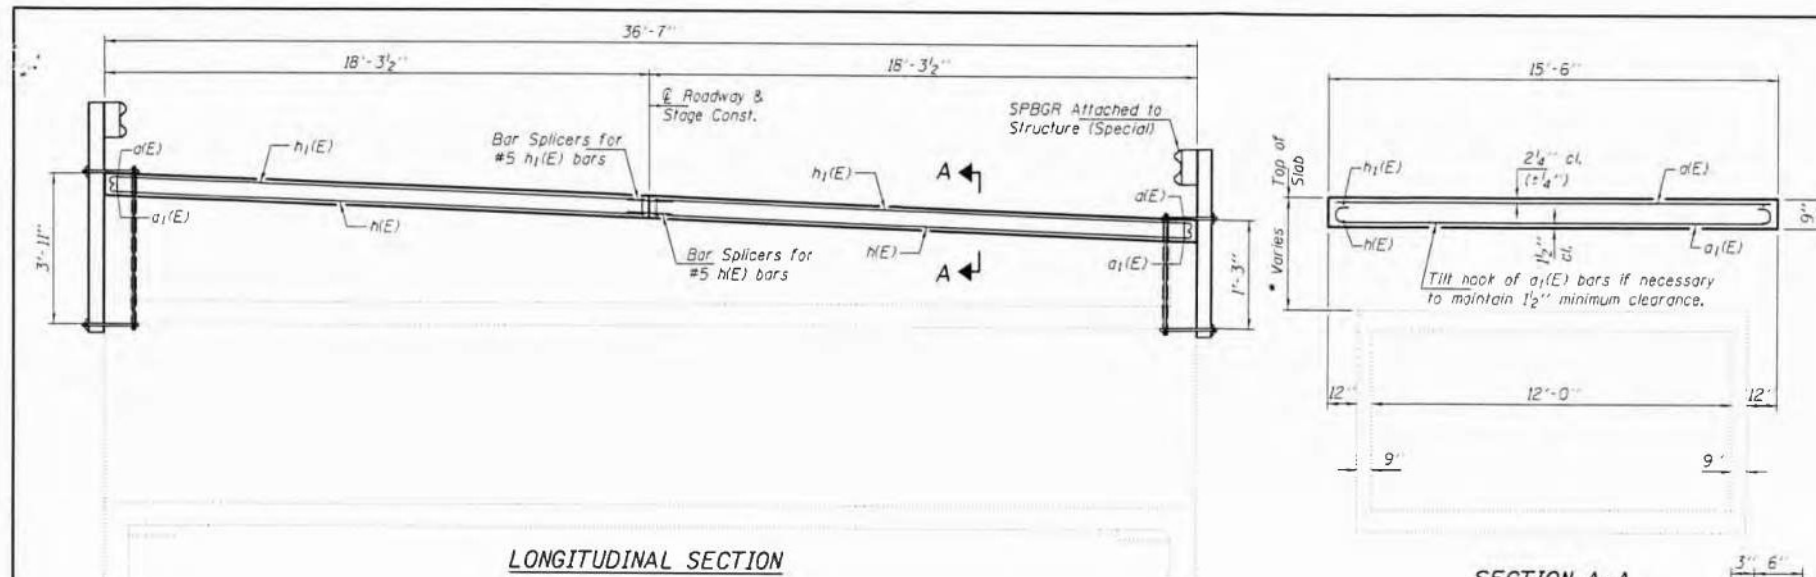 36'-7"
18'-3½"
18'-3½"
℄ Roadway &
Stage Const.
SPBGR Attached to
Structure (Special)
Bar Splicers for
#5 h₁(E) bars
a(E)
h₁(E)
h₁(E)
A
a(E)
a₁(E)
h(E)
3'-11"
Bar Splicers for
#5 h(E) bars
h(E)
A
a₁(E)
1'-3"
LONGITUDINAL SECTION
15'-6"
Top of
Slab
* Varies
h₁(E)
2¼" cl.
(±¼")
a(E)
9"
h(E)
1½"
cl.
a₁(E)
Tilt hook of a₁(E) bars if necessary
to maintain 1½" minimum clearance.
12"
12'-0"
12"
9"
9"
SECTION A-A
3" 6"